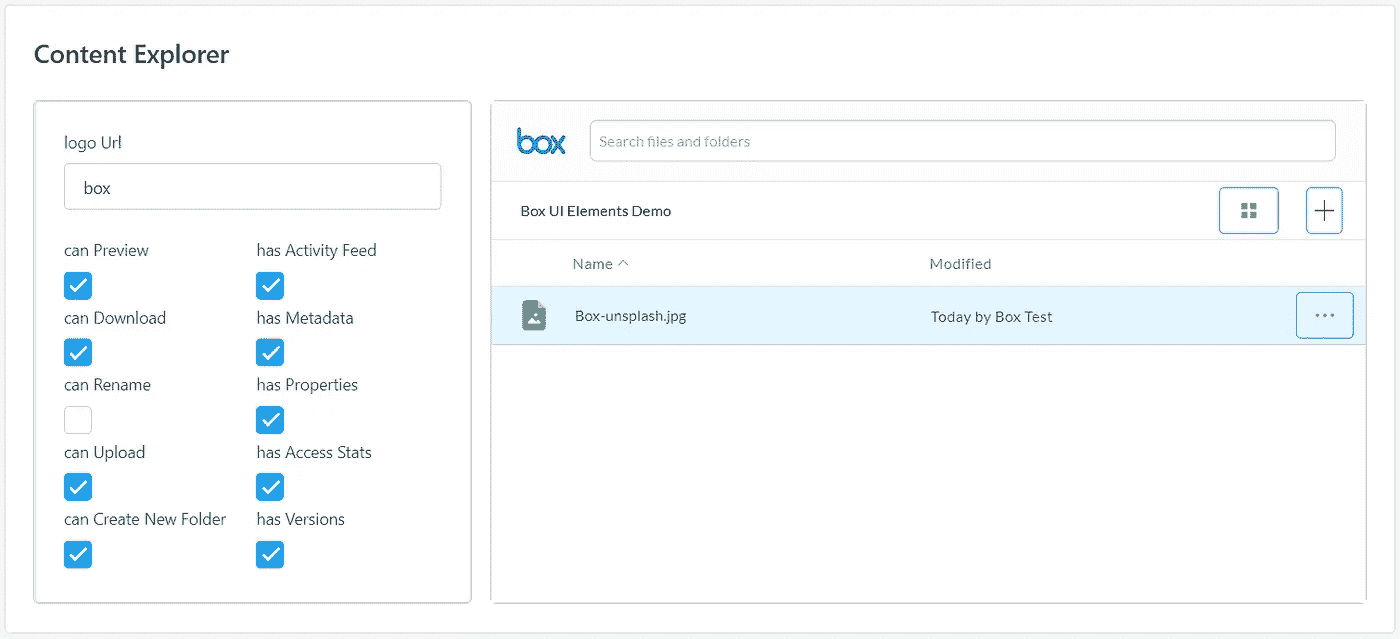 Content Explorer
logo Url
box
can Preview
has Activity Feed
can Download
has Metadata
can Rename
has Properties
can Upload
has Access Stats
can Create New Folder
has Versions
box
Search files and folders
Box UI Elements Demo
Name
Modified
Box-unsplash.jpg
Today by Box Test